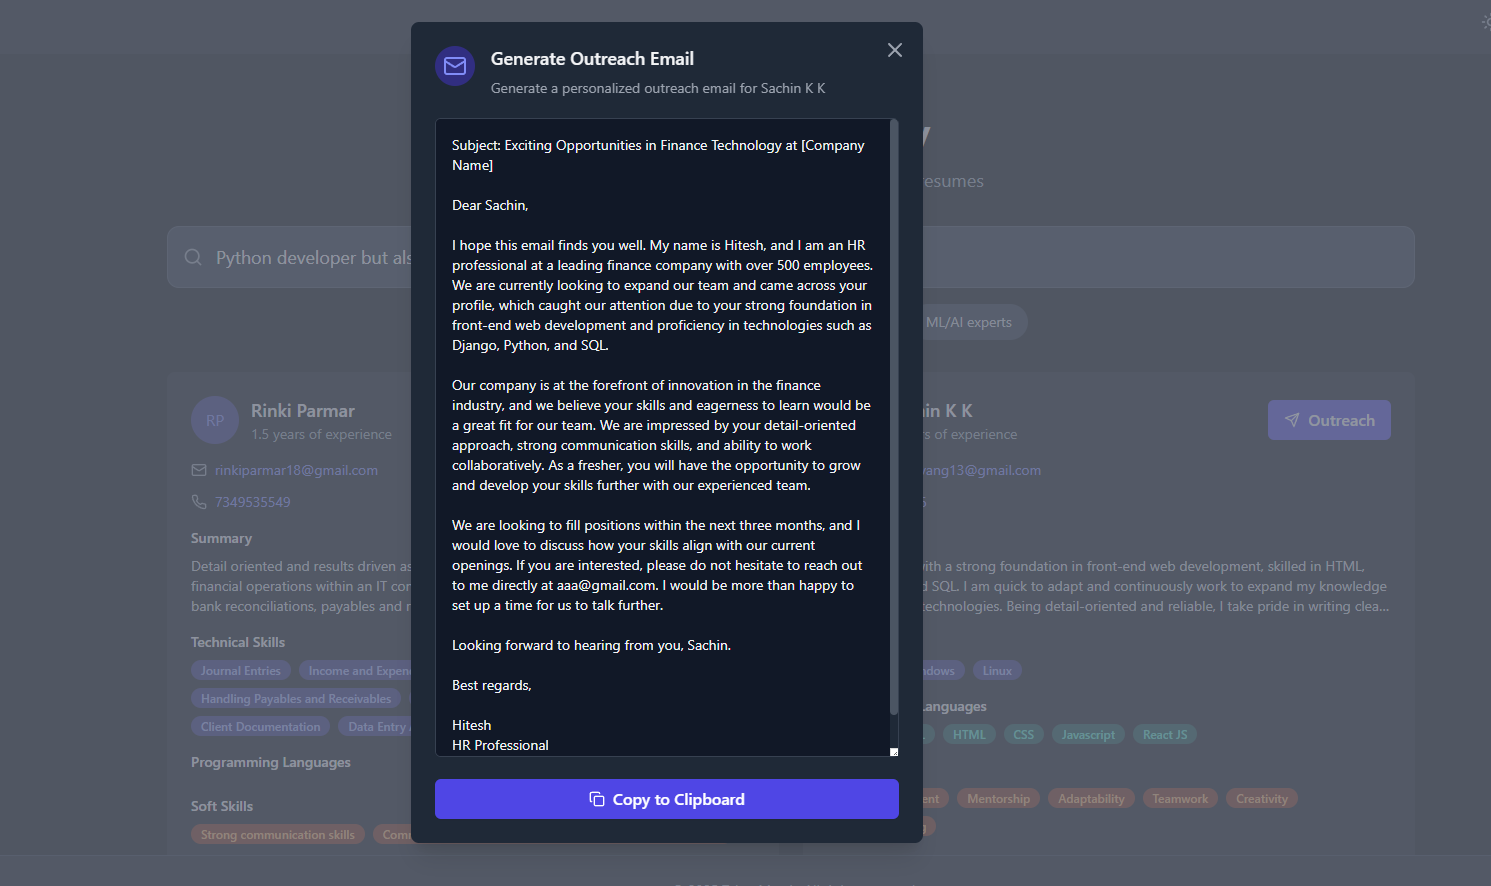 Generate Outreach Email
Generate a personalized outreach email for Sachin K K
Subject: Exciting Opportunities in Finance Technology at [Company
Name]
Dear Sachin,
I hope this email finds you well. My name is Hitesh, and I am an HR
professional at a leading finance company with over 500 employees.
We are currently looking to expand our team and came across your
profile, which caught our attention due to your strong foundation in
front-end web development and proficiency in technologies such as
Django, Python, and SQL.
Our company is at the forefront of innovation in the finance
industry, and we believe your skills and eagerness to learn would be
a great fit for our team. We are impressed by your detail-oriented
approach, strong communication skills, and ability to work
collaboratively. As a fresher, you will have the opportunity to grow
and develop your skills further with our experienced team.
We are looking to fill positions within the next three months, and I
would love to discuss how your skills align with our current
openings. If you are interested, please do not hesitate to reach out
to me directly at aaa@gmail.com. I would be more than happy to
set up a time for us to talk further.
Looking forward to hearing from you, Sachin.
Best regards,
Hitesh
HR Professional
Copy to Clipboard
esumes
Python developer but als
ML/AI experts
RP
Rinki Parmar
1.5 years of experience
rinkiparmar18@gmail.com
7349535549
Summary
Detail oriented and results driven as
financial operations within an IT cor
bank reconciliations, payables and r
Technical Skills
Journal Entries
Income and Expen
Handling Payables and Receivables
Client Documentation
Data Entry
Programming Languages
Soft Skills
Strong communication skills
Com
in K K
s of experience
Outreach
vang13@gmail.com
with a strong foundation in front-end web development, skilled in HTML,
d SQL. I am quick to adapt and continuously work to expand my knowledge
technologies. Being detail-oriented and reliable, I take pride in writing clea...
dows
Linux
anguages
HTML
CSS
Javascript
React JS
ent
Mentorship
Adaptability
Teamwork
Creativity